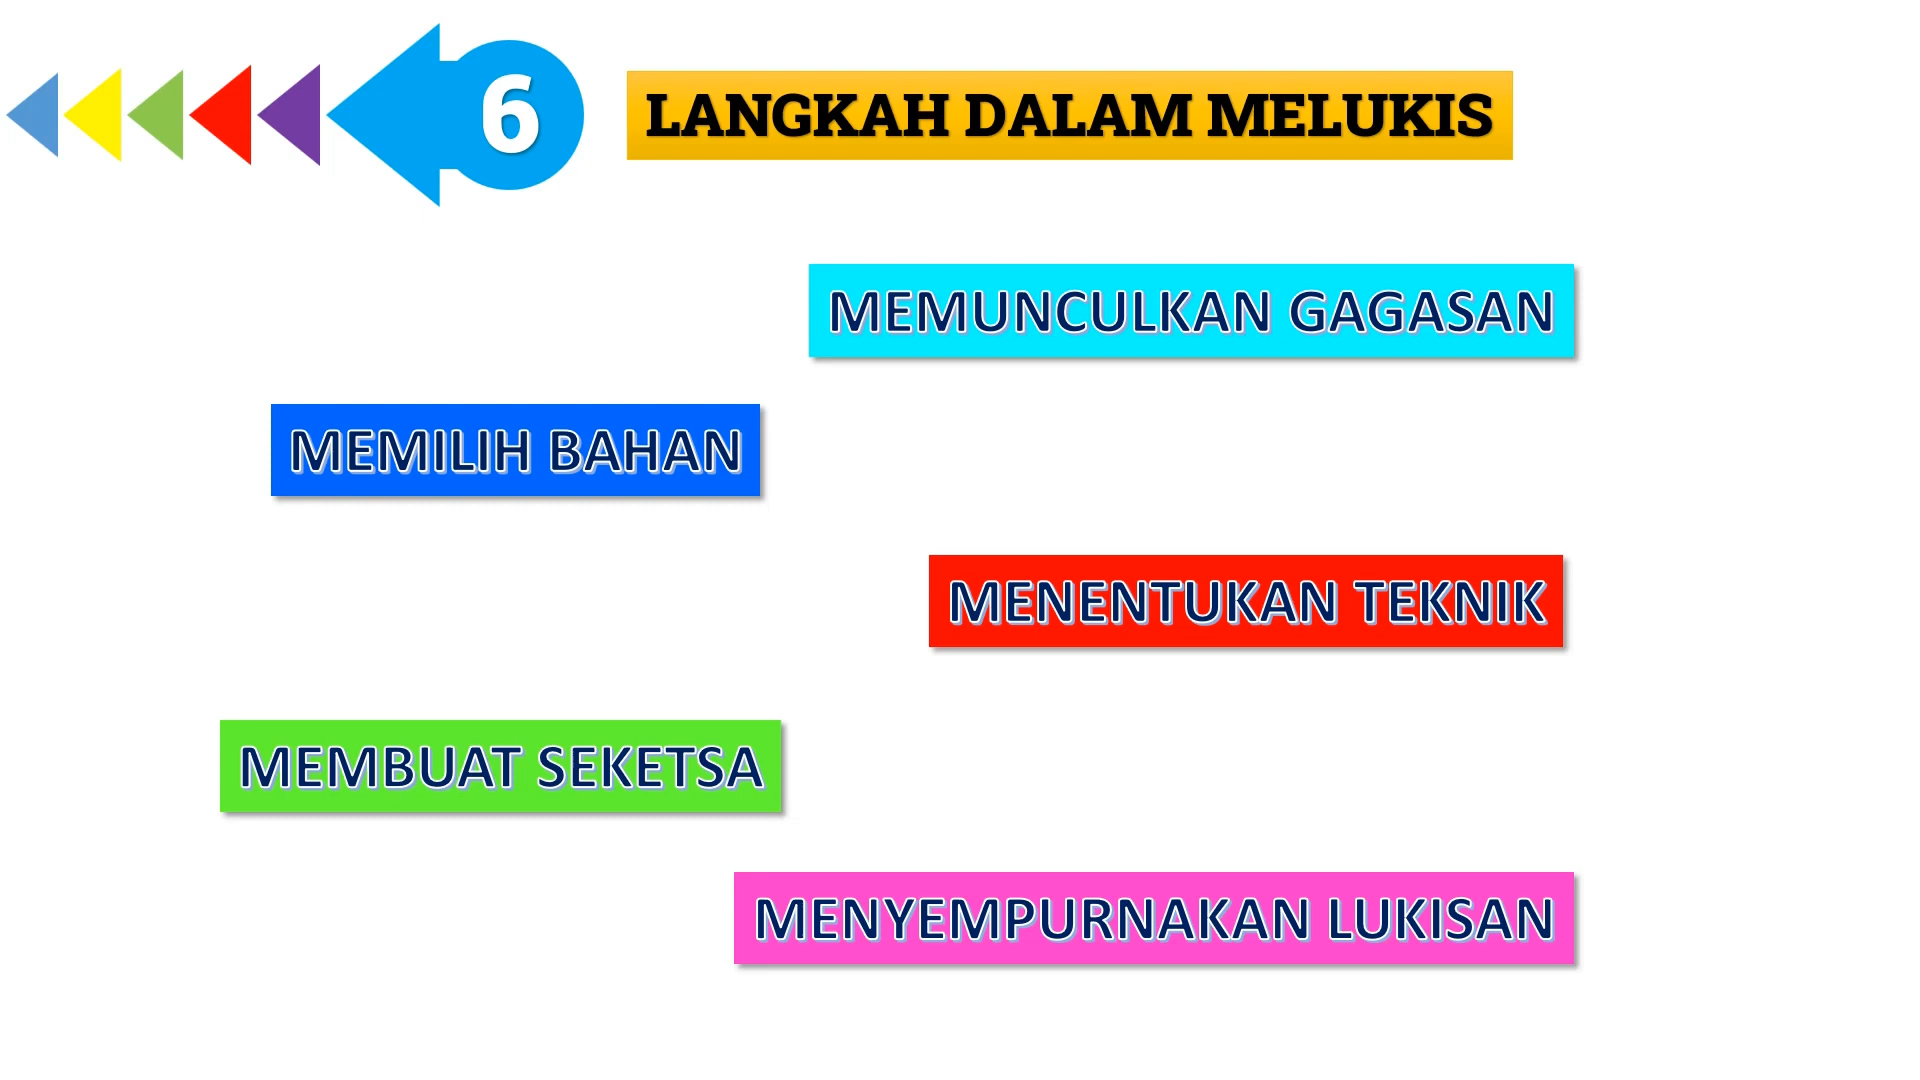 6
LANGKAH DALAM MELUKIS
MEMUNCULKAN GAGASAN
MEMILIH BAHAN
MENENTUKAN TEKNIK
MEMBUAT SEKETSA
MENYEMPURNAKAN LUKISAN